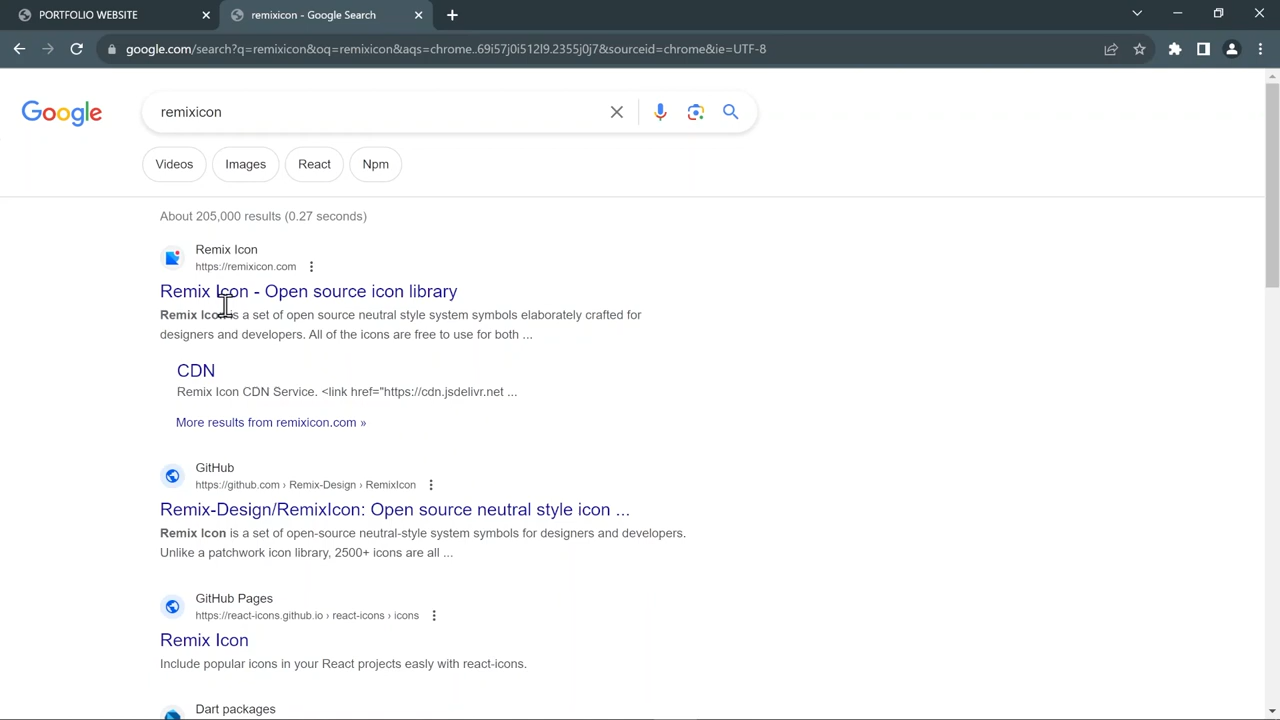 PORTFOLIO WEBSITE
remixicon - Google Search
google.com/search?q=remixicon&oq=remixicon&aqs=chrome..69i57j0i512l9.2355j0j7&sourceid=chrome&ie=UTF-8
Google
remixicon
Videos
Images
React
Npm
About 205,000 results (0.27 seconds)
Remix Icon
https://remixicon.com
Remix Icon - Open source icon library
Remix Icon is a set of open source neutral style system symbols elaborately crafted for
designers and developers. All of the icons are free to use for both ...
CDN
Remix Icon CDN Service. <link href="https://cdn.jsdelivr.net ...
More results from remixicon.com »
GitHub
https://github.com › Remix-Design › RemixIcon
Remix-Design/RemixIcon: Open source neutral style icon ...
Remix Icon is a set of open-source neutral-style system symbols for designers and developers.
Unlike a patchwork icon library, 2500+ icons are all ...
GitHub Pages
https://react-icons.github.io › react-icons › icons
Remix Icon
Include popular icons in your React projects easly with react-icons.
Dart packages